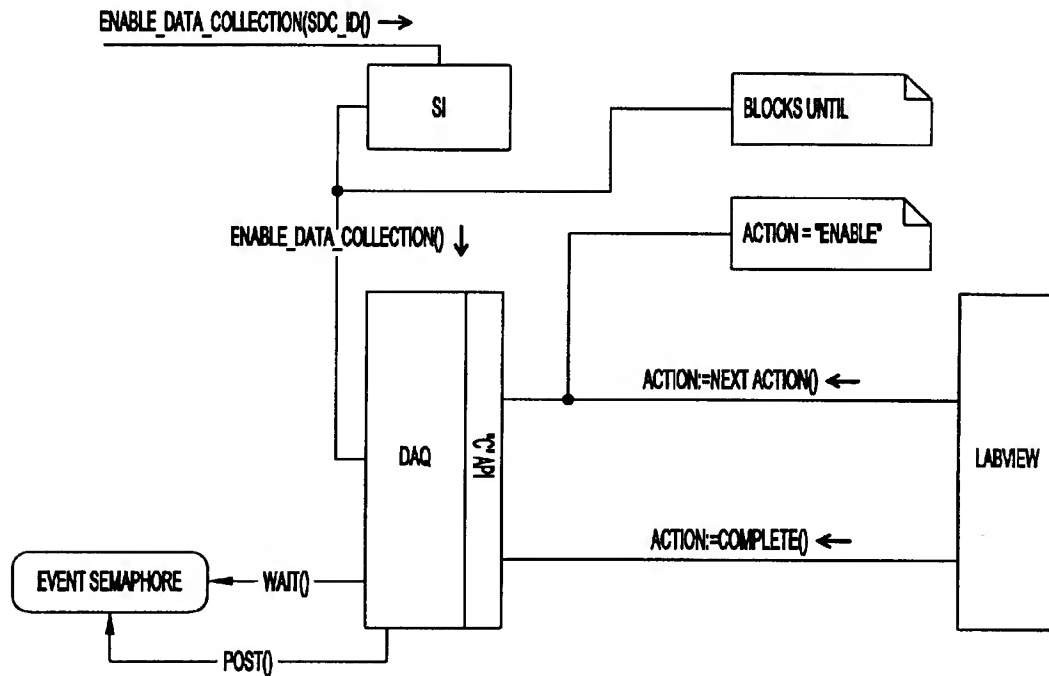 ENABLE_DATA_COLLECTION(SDC_ID()
SI
BLOCKS UNTIL
ENABLE_DATA_COLLECTION()
ACTION = "ENABLE"
ACTION:=NEXT ACTION()
DAQ
"C" API
LABVIEW
ACTION:=COMPLETE()
EVENT SEMAPHORE
WAIT()
POST()